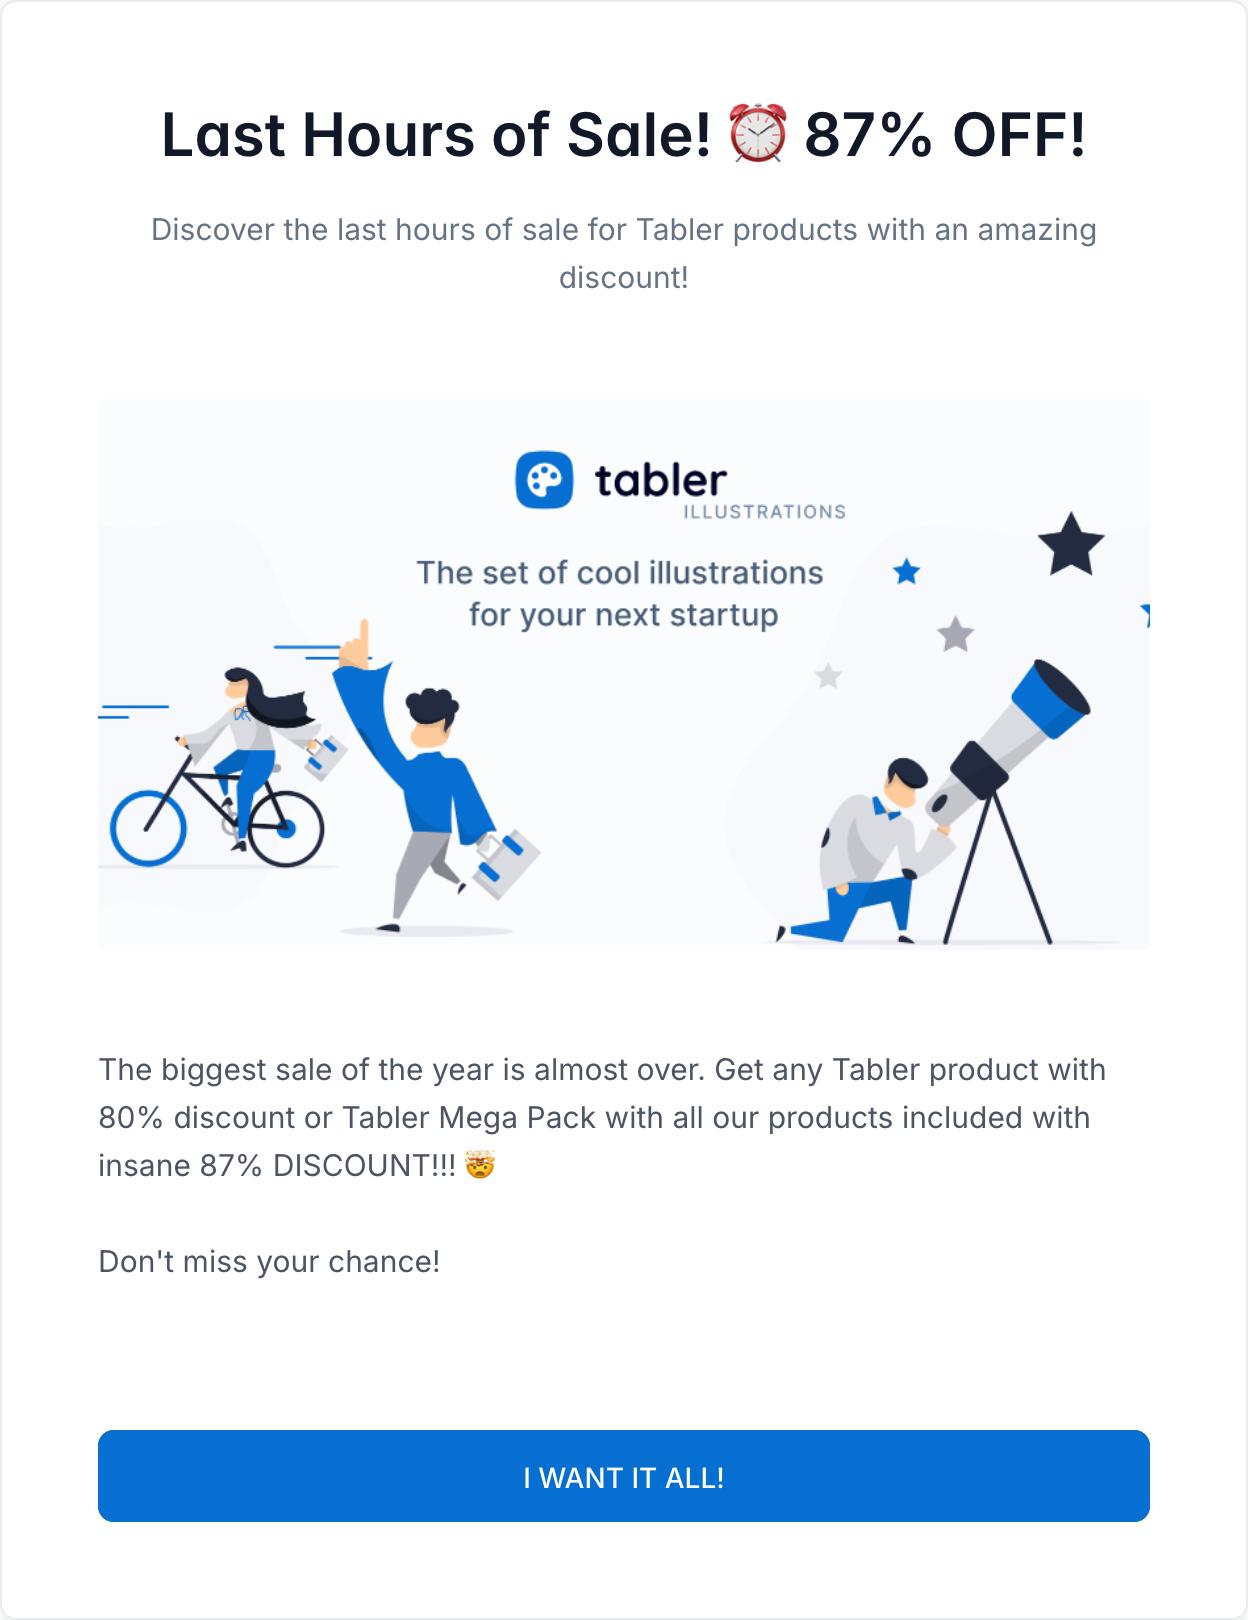 Last Hours of Sale! ⏰ 87% OFF!
Discover the last hours of sale for Tabler products with an amazing
discount!
tabler
ILLUSTRATIONS
The set of cool illustrations
for your next startup
The biggest sale of the year is almost over. Get any Tabler product with
80% discount or Tabler Mega Pack with all our products included with
insane 87% DISCOUNT!!! 🤯
Don't miss your chance!
I WANT IT ALL!